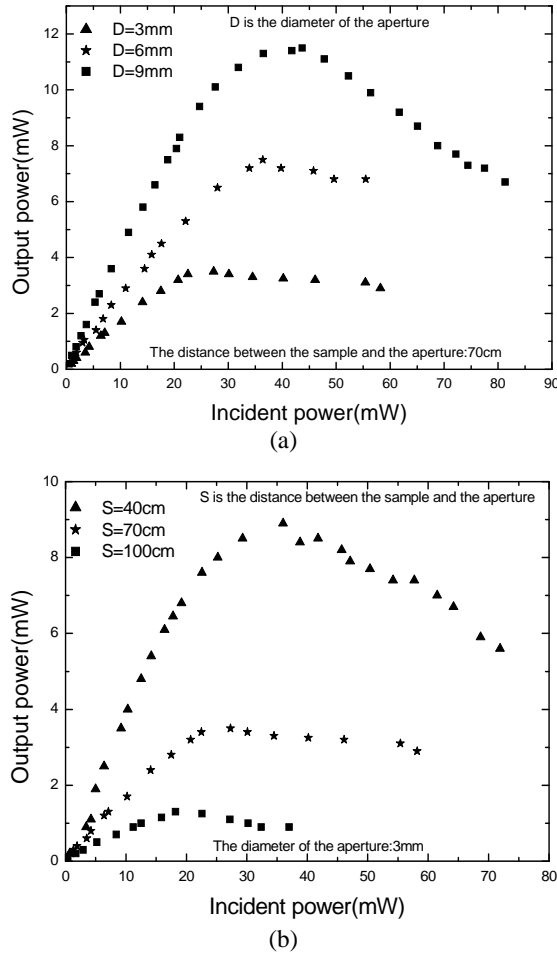 D is the diameter of the aperture
D=3mm
D=6mm
D=9mm
14
12
10
8
6
4
2
0
Output power(mW)
The distance between the sample and the aperture:70cm
0 10 20 30 40 50 60 70 80 90
Incident power(mW)
(a)
10
8
6
4
2
0
Output power(mW)
S is the distance between the sample and the aperture
S=40cm
S=70cm
S=100cm
The diameter of the aperture:3mm
0 10 20 30 40 50 60 70 80
Incident power(mW)
(b)